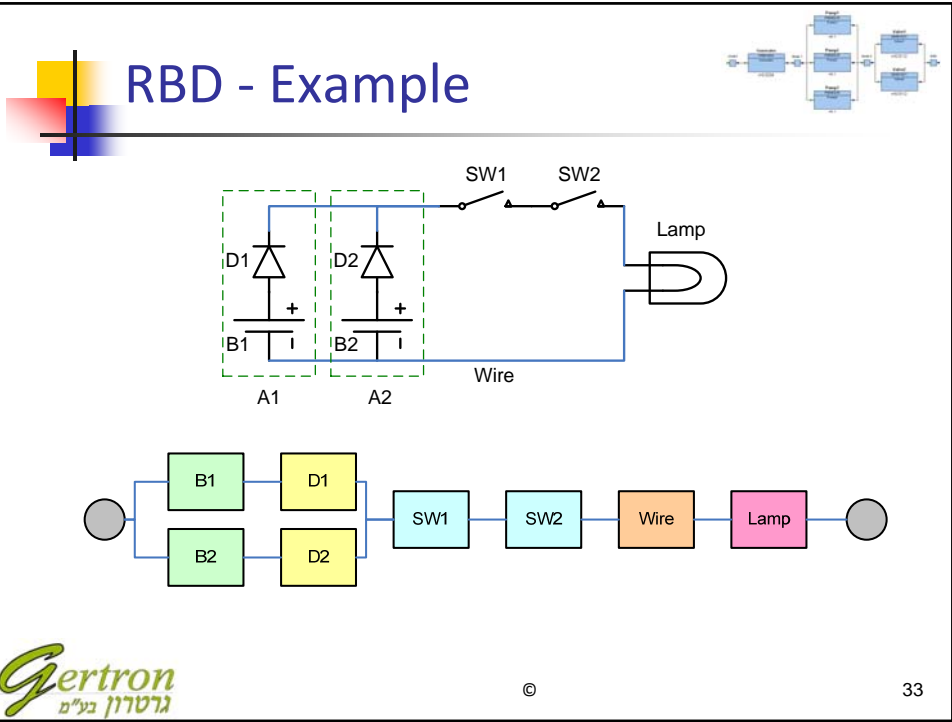 RBD - Example
SW1 SW2
Lamp
D1 D2
+ +
B1 B2
Wire
A1 A2
B1 D1
SW1 SW2 Wire Lamp
B2 D2
Gertron
גרטרון בע"מ
© 33